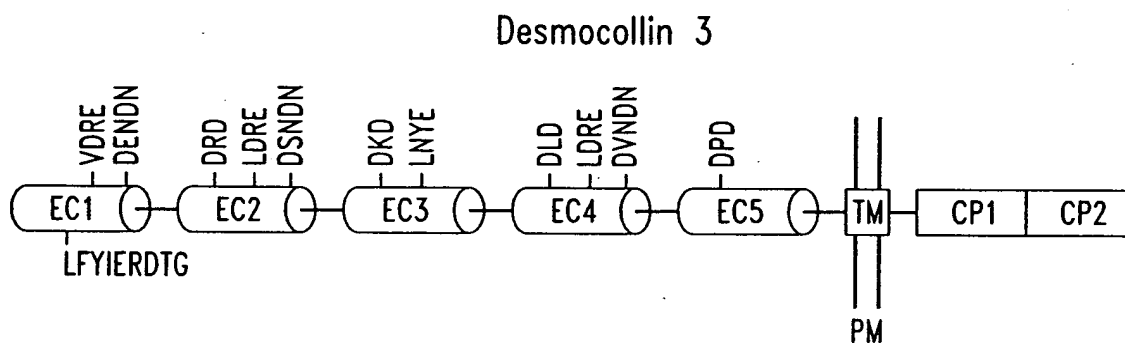 Desmocollin 3
VDRE
DENDN
DRD
LDRE
DSNDN
DKD
LNYE
DLD
LDRE
DVNDN
DPD
EC1
EC2
EC3
EC4
EC5
TM
CP1
CP2
LFYIERDTG
PM